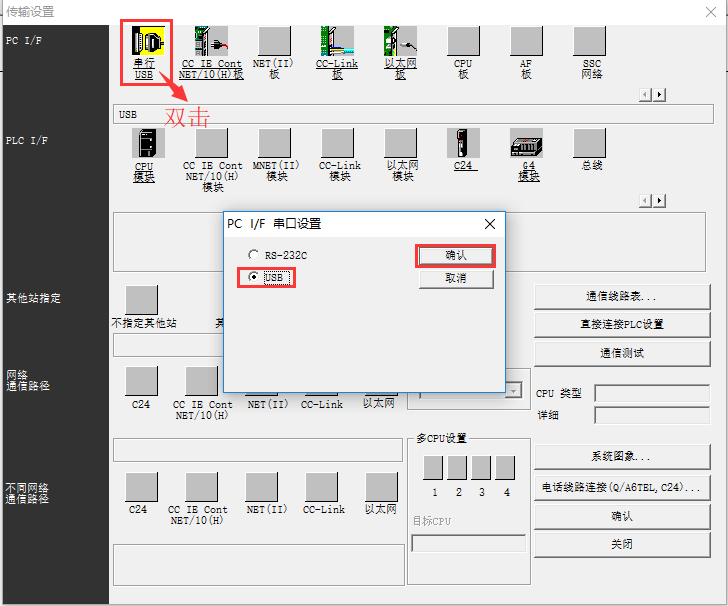 传输设置
PC I/F
串行
USB
CC IE Cont
NET/10(H)板
NET(II)
板
CC-Link
板
以太网
板
CPU
板
AF
板
SSC
网络
双击
USB
PLC I/F
CPU
模块
CC IE Cont
NET/10(H)
模块
MNET(II)
模块
CC-Link
模块
以太网
模块
C24
G4
模块
总线
PC I/F 串口设置
RS-232C
USB
确认
取消
其他站指定
不指定其他站
通信线路表...
直接连接PLC设置
通信测试
网络
通信路径
C24
CC IE Cont
NET/10(H)
NET(II)
CC-Link
以太网
CPU 类型
详细
多CPU设置
1 2 3 4
目标CPU
不同网络
通信路径
C24
CC IE Cont
NET/10(H)
NET(II)
CC-Link
以太网
系统图象...
电话线路连接(Q/A6TEL,C24)...
确认
关闭